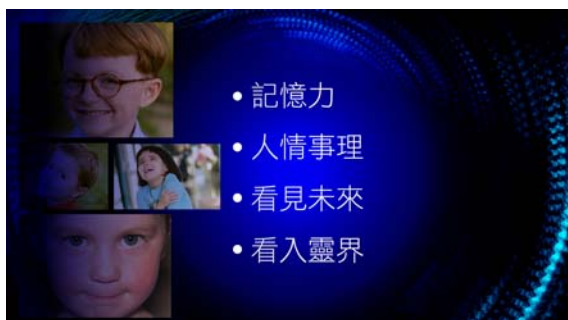 • 記憶力
• 人情事理
• 看見未來
• 看入靈界